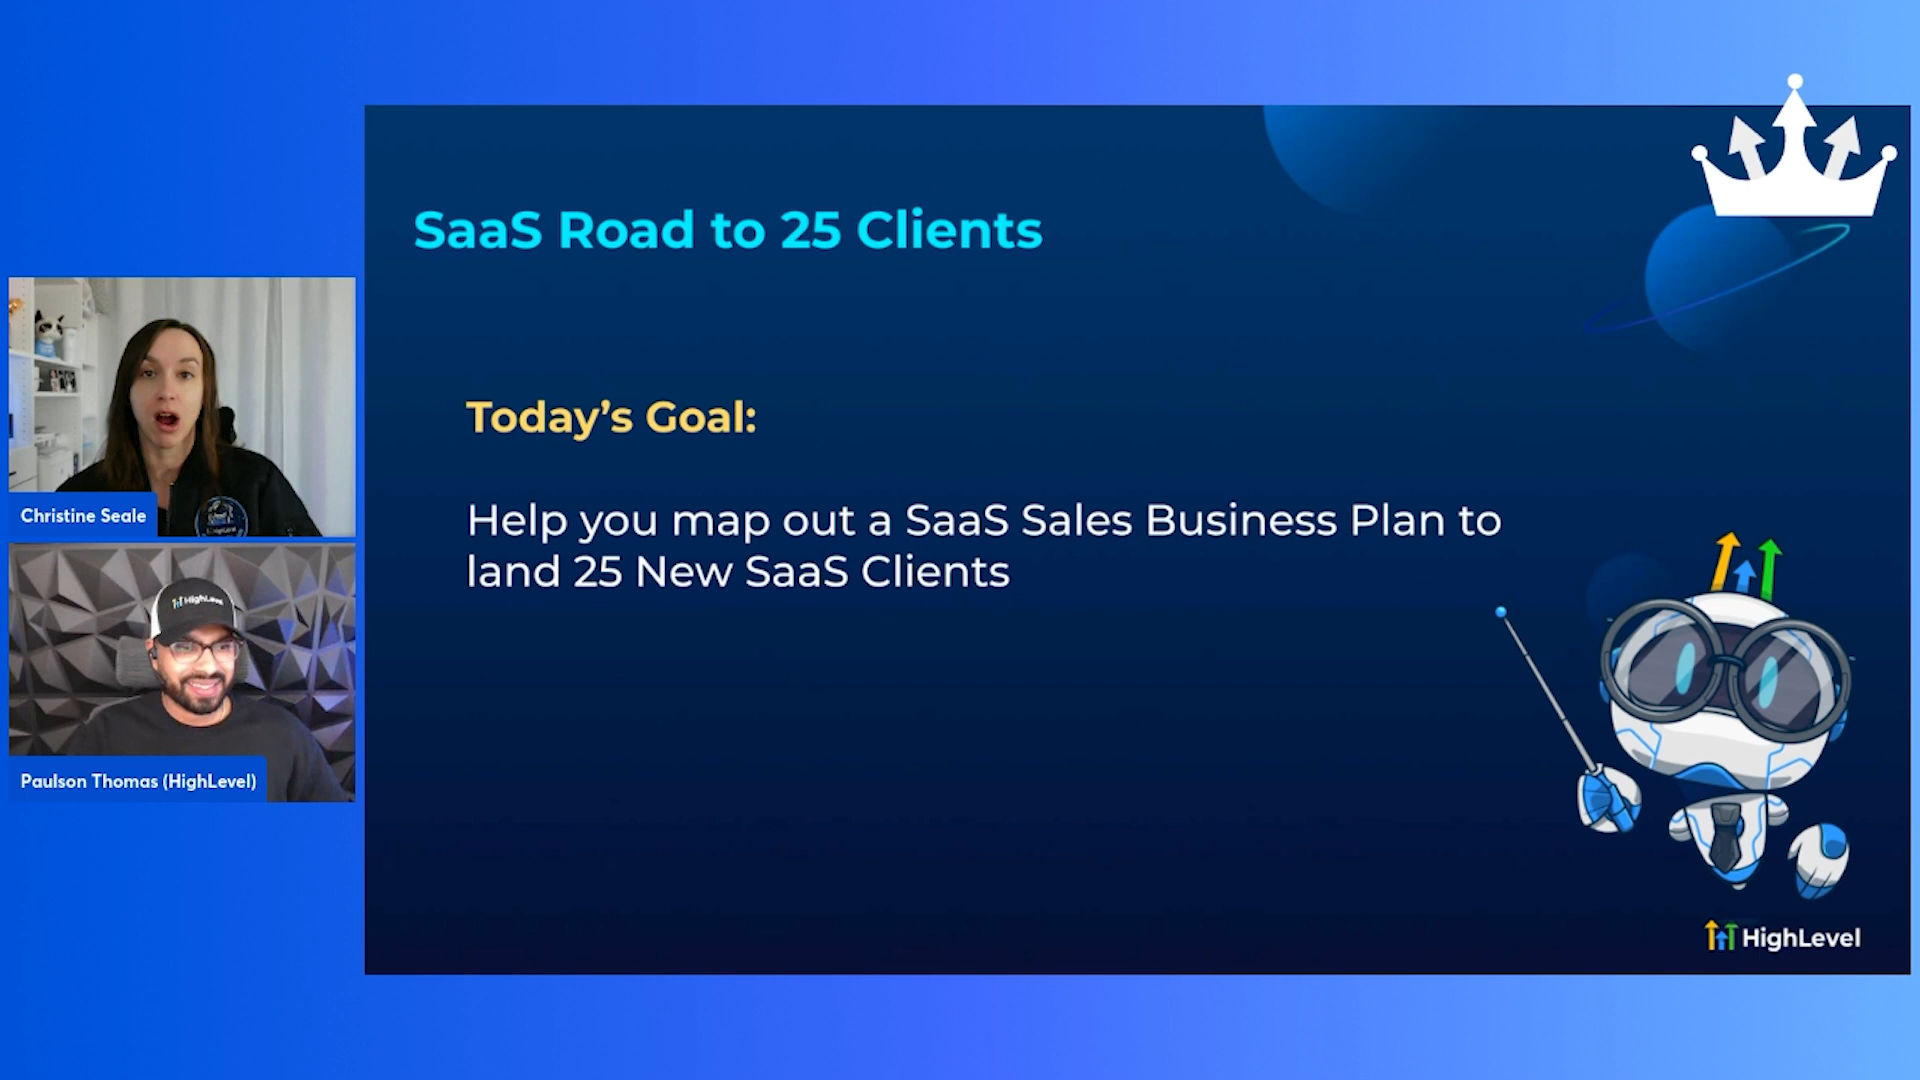 SaaS Road to 25 Clients
Today's Goal:
Help you map out a SaaS Sales Business Plan to
land 25 New SaaS Clients
Christine Seale
HighLevel
Paulson Thomas (HighLevel)
HighLevel